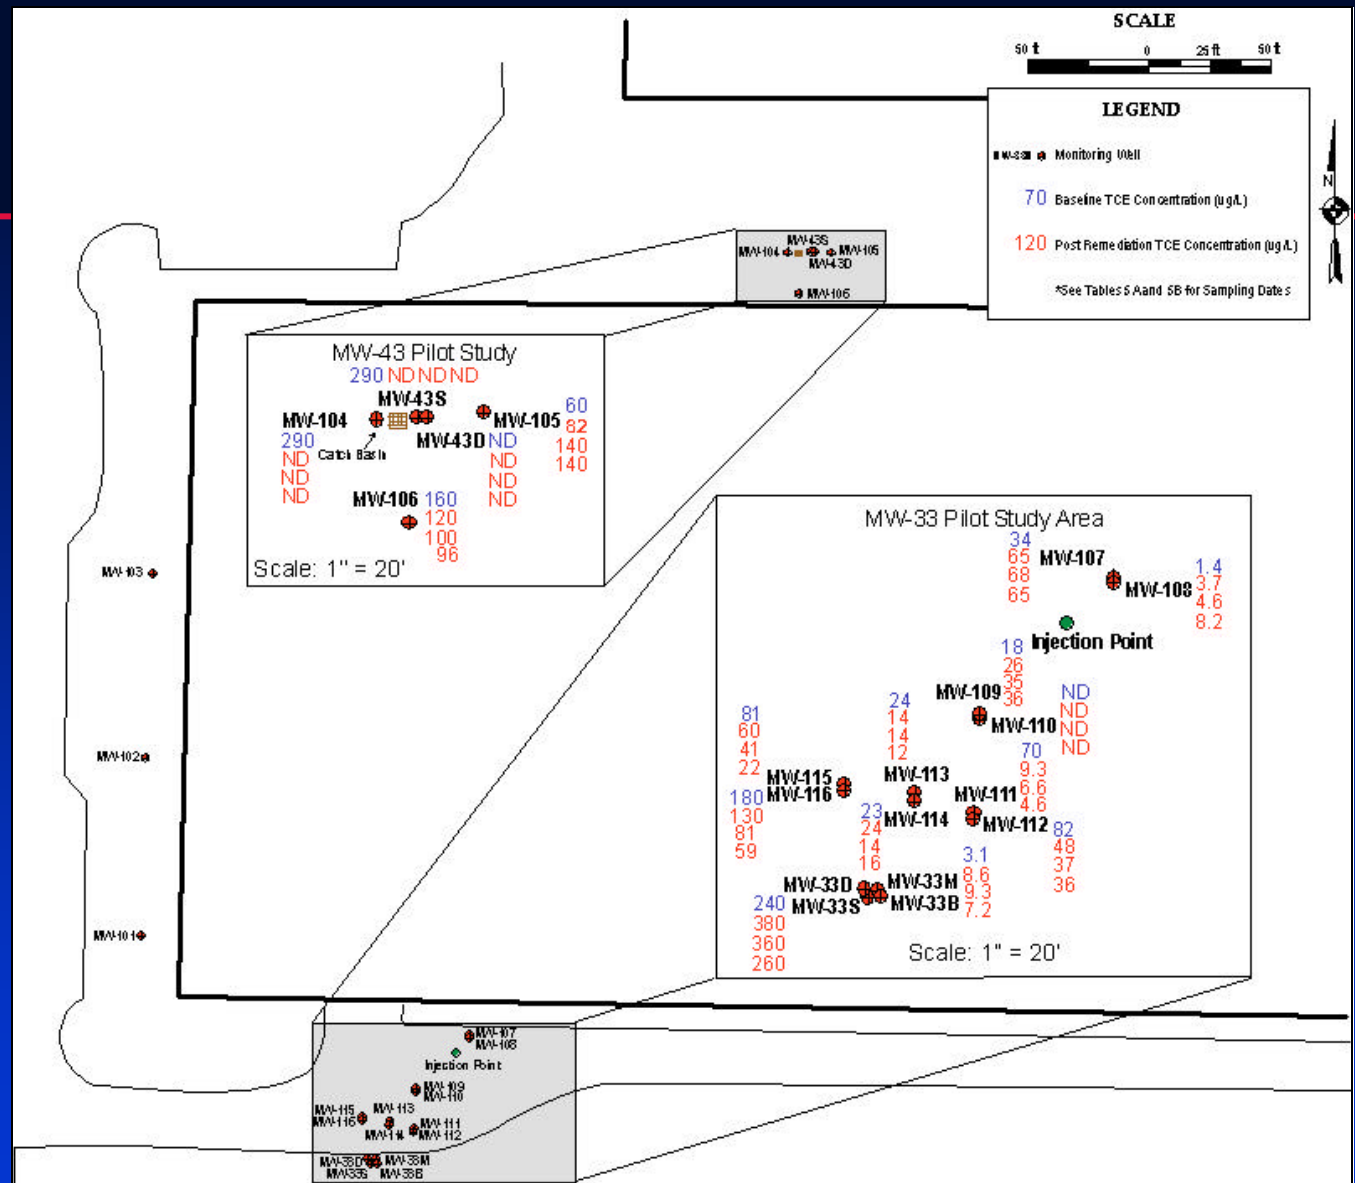 SCALE
50 ft 0 25 ft 50 ft
LEGEND
Monitoring Well
70 Baseline TCE Concentration (ug/L)
120 Post Remediation TCE Concentration (ug/L)
*See Tables 5A and 5B for Sampling Dates
N
MW-43S
MW-104 MW-105
MW-43D
MW-106
MW-43 Pilot Study
290 ND ND ND
MW-43S
MW-104
MW-105
MW-43D
Catch Basin
290
ND
ND
ND
60
82
140
140
ND
ND
ND
ND
MW-106
160
120
100
96
Scale: 1" = 20'
MW-33 Pilot Study Area
34
65
68
65
MW-107
MW-108
1.4
3.7
4.6
8.2
Injection Point
18
26
35
36
MW-109
MW-110
ND
ND
ND
ND
24
14
14
12
81
60
41
22
MW-115
MW-116
MW-113
MW-114
70
9.3
6.6
4.6
MW-111
MW-112
180
130
81
59
23
24
14
16
82
48
37
36
3.1
8.6
9.3
7.2
MW-33D
MW-33S
MW-33M
MW-33B
240
380
360
260
Scale: 1" = 20'
MW-103
MW-102
MW-101
MW-107
MW-108
Injection Point
MW-109
MW-110
MW-115
MW-116
MW-113
MW-114
MW-111
MW-112
MW-33D
MW-33S
MW-33M
MW-33B